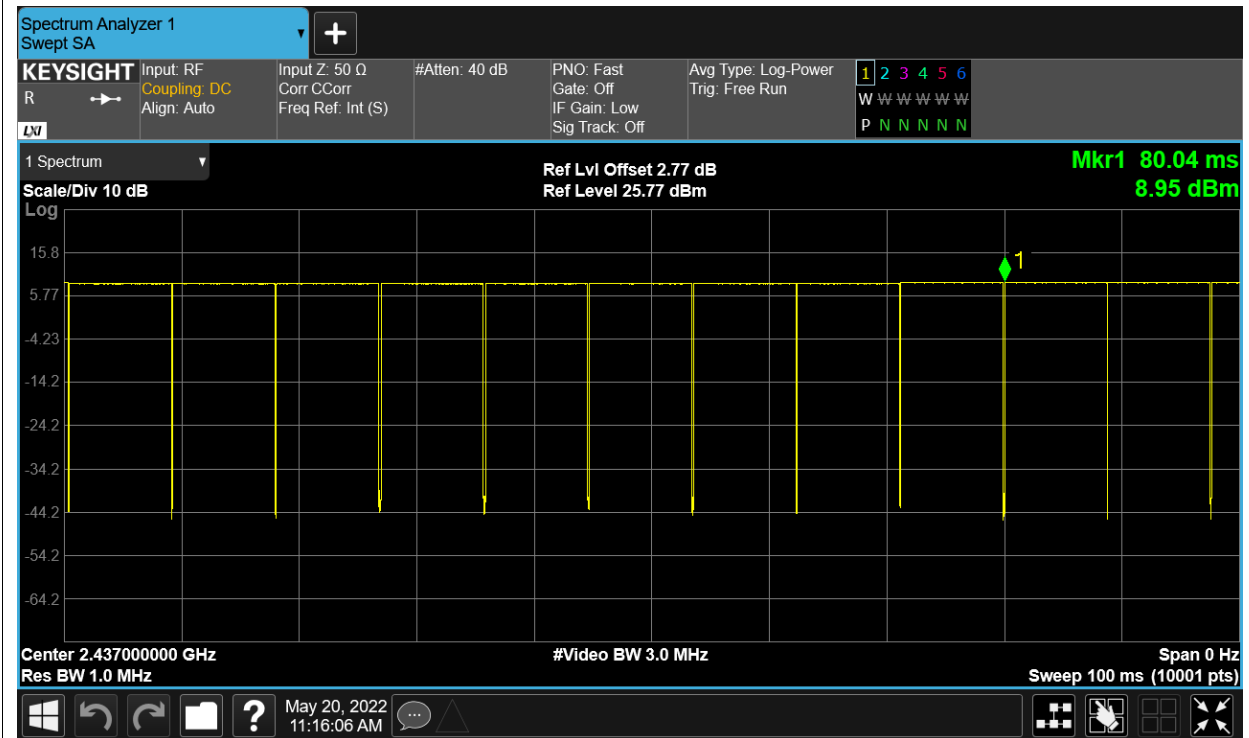 Spectrum Analyzer 1
Swept SA
KEYSIGHT
R
LXI
Input: RF
Coupling: DC
Align: Auto
Input Z: 50 Ω
Corr CCorr
Freq Ref: Int (S)
#Atten: 40 dB
PNO: Fast
Gate: Off
IF Gain: Low
Sig Track: Off
Avg Type: Log-Power
Trig: Free Run
1 2 3 4 5 6
W W W W W W
P N N N N N
1 Spectrum
Scale/Div 10 dB
Log
Ref Lvl Offset 2.77 dB
Ref Level 25.77 dBm
Mkr1 80.04 ms
8.95 dBm
1
15.8
5.77
-4.23
-14.2
-24.2
-34.2
-44.2
-54.2
-64.2
Center 2.437000000 GHz
Res BW 1.0 MHz
#Video BW 3.0 MHz
Span 0 Hz
Sweep 100 ms (10001 pts)
?
May 20, 2022
11:16:06 AM